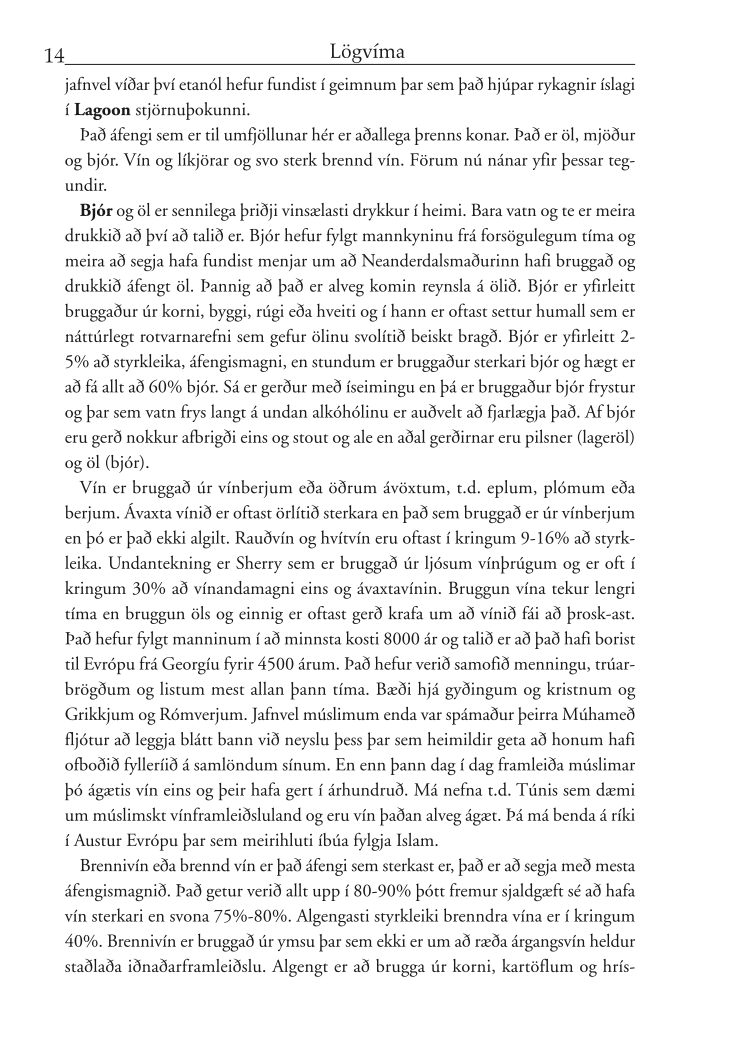 14
Lögvíma
jafnvel víðar því etanól hefur fundist í geimnum þar sem það hjúpar rykagnir íslagi
í Lagoon stjörnuþokunni.
Það áfengi sem er til umfjöllunar hér er aðallega þrenns konar. Það er öl, mjöður
og bjór. Vín og líkjörar og svo sterk brennd vín. Förum nú nánar yfir þessar teg-
undir.
Bjór og öl er sennilega þriðji vinsælasti drykkur í heimi. Bara vatn og te er meira
drukkið að því að talið er. Bjór hefur fylgt mannkyninu frá forsögulegum tíma og
meira að segja hafa fundist menjar um að Neanderdalsmaðurinn hafi bruggað og
drukkið áfengt öl. Þannig að það er alveg komin reynsla á ölið. Bjór er yfirleitt
bruggaður úr korni, byggi, rúgi eða hveiti og í hann er oftast settur humall sem er
náttúrlegt rotvarnarefni sem gefur ölinu svolítið beiskt bragð. Bjór er yfirleitt 2-
5% að styrkleika, áfengismagni, en stundum er bruggaður sterkari bjór og hægt er
að fá allt að 60% bjór. Sá er gerður með íseimingu en þá er bruggaður bjór frystur
og þar sem vatn frys langt á undan alkóhólinu er auðvelt að fjarlægja það. Af bjór
eru gerð nokkur afbrigði eins og stout og ale en aðal gerðirnar eru pilsner (lageröl)
og öl (bjór).
Vín er bruggað úr vínberjum eða öðrum ávöxtum, t.d. eplum, plómum eða
berjum. Ávaxta vínið er oftast örlítið sterkara en það sem bruggað er úr vínberjum
en þó er það ekki algilt. Rauðvín og hvítvín eru oftast í kringum 9-16% að styrk-
leika. Undantekning er Sherry sem er bruggað úr ljósum vínþrúgum og er oft í
kringum 30% að vínandamagni eins og ávaxtavínin. Bruggun vína tekur lengri
tíma en bruggun öls og einnig er oftast gerð krafa um að vínið fái að þrosk-ast.
Það hefur fylgt manninum í að minnsta kosti 8000 ár og talið er að það hafi borist
til Evrópu frá Georgíu fyrir 4500 árum. Það hefur verið samofið menningu, trúar-
brögðum og listum mest allan þann tíma. Bæði hjá gyðingum og kristnum og
Grikkjum og Rómverjum. Jafnvel múslimum enda var spámaður þeirra Múhameð
fljótur að leggja blátt bann við neyslu þess þar sem heimildir geta að honum hafi
ofboðið fylleríið á samlöndum sínum. En enn þann dag í dag framleiða múslimar
þó ágætis vín eins og þeir hafa gert í árhundruð. Má nefna t.d. Túnis sem dæmi
um múslimskt vínframleiðsluland og eru vín þaðan alveg ágæt. Þá má benda á ríki
í Austur Evrópu þar sem meirihluti íbúa fylgja Islam.
Brennivín eða brennd vín er það áfengi sem sterkast er, það er að segja með mesta
áfengismagnið. Það getur verið allt upp í 80-90% þótt fremur sjaldgæft sé að hafa
vín sterkari en svona 75%-80%. Algengasti styrkleiki brenndra vína er í kringum
40%. Brennivín er bruggað úr ymsu þar sem ekki er um að ræða árgangsvín heldur
staðlaða iðnaðarframleiðslu. Algengt er að brugga úr korni, kartöflum og hrís-